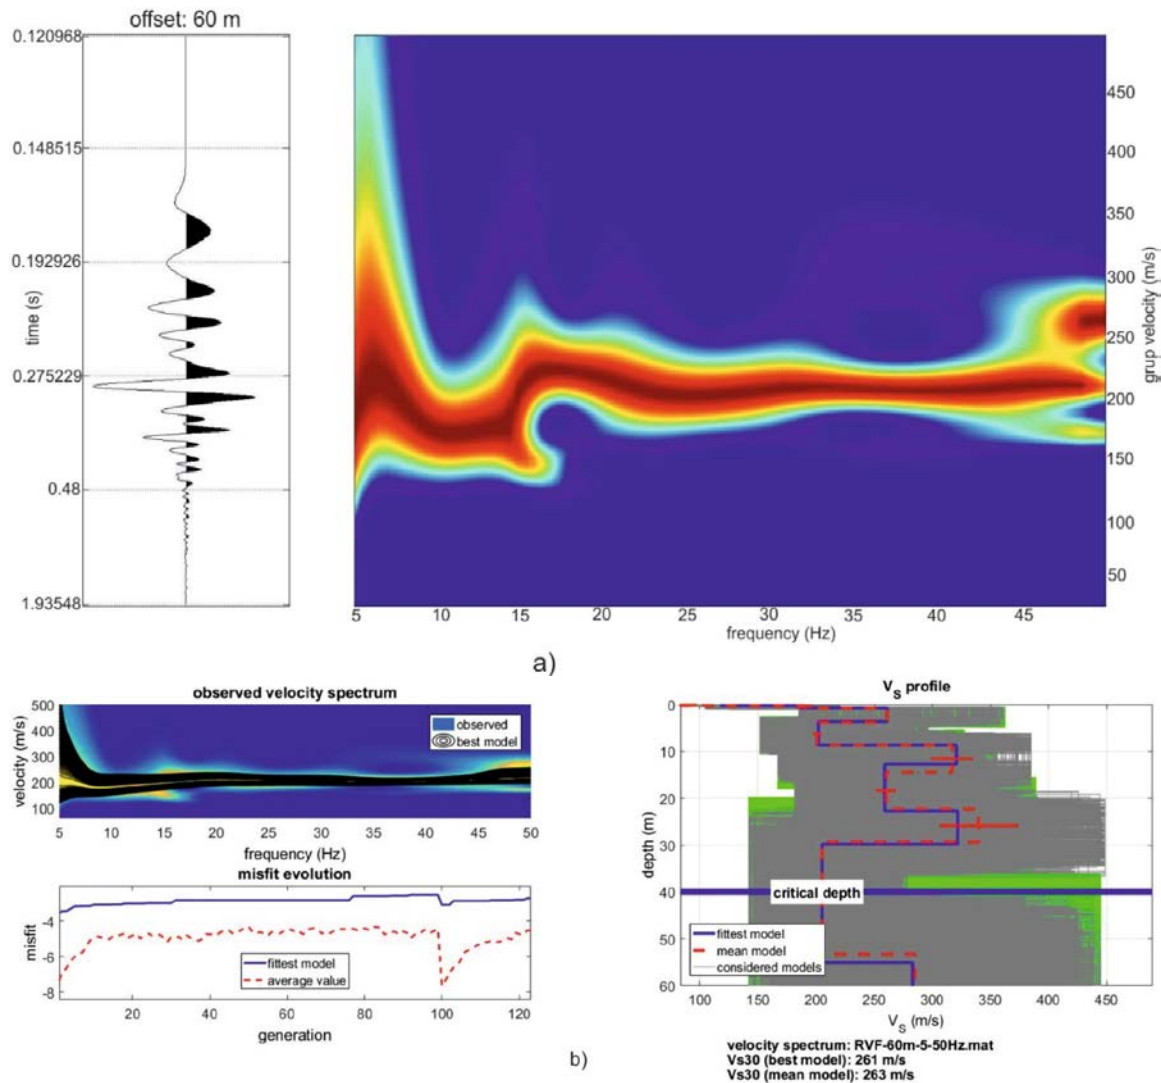 offset: 60 m
0.120968
0.148515
0.192926
0.275229
0.48
1.93548
time (s)
450
400
350
300
250
200
150
100
50
grup velocity (m/s)
5 10 15 20 25 30 35 40 45
frequency (Hz)
a)
observed velocity spectrum
500
400
300
200
100
velocity (m/s)
observed
best model
5 10 15 20 25 30 35 40 45 50
frequency (Hz)
misfit evolution
-4
-6
-8
misfit
fittest model
average value
20 40 60 80 100 120
generation
VS profile
0
10
20
30
40
50
60
depth (m)
critical depth
fittest model
mean model
considered models
100 150 200 250 300 350 400 450
VS (m/s)
velocity spectrum: RVF-60m-5-50Hz.mat
Vs30 (best model): 261 m/s
Vs30 (mean model): 263 m/s
b)